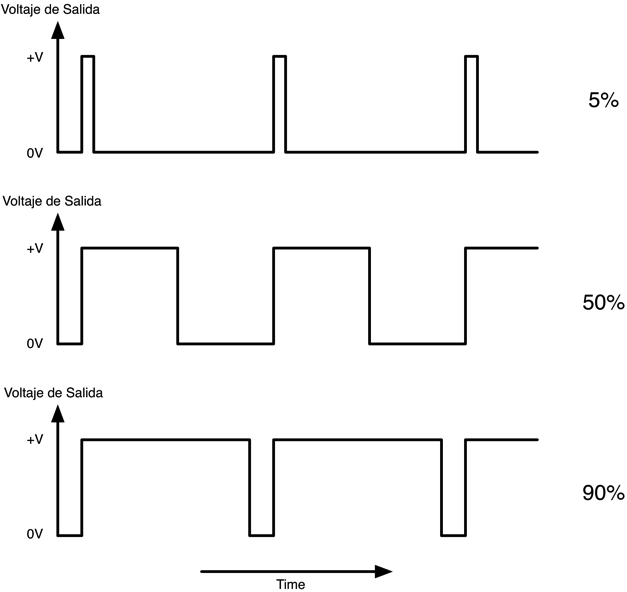 Voltaje de Salida
+V
5%
0V
Voltaje de Salida
+V
50%
0V
Voltaje de Salida
+V
90%
0V
Time